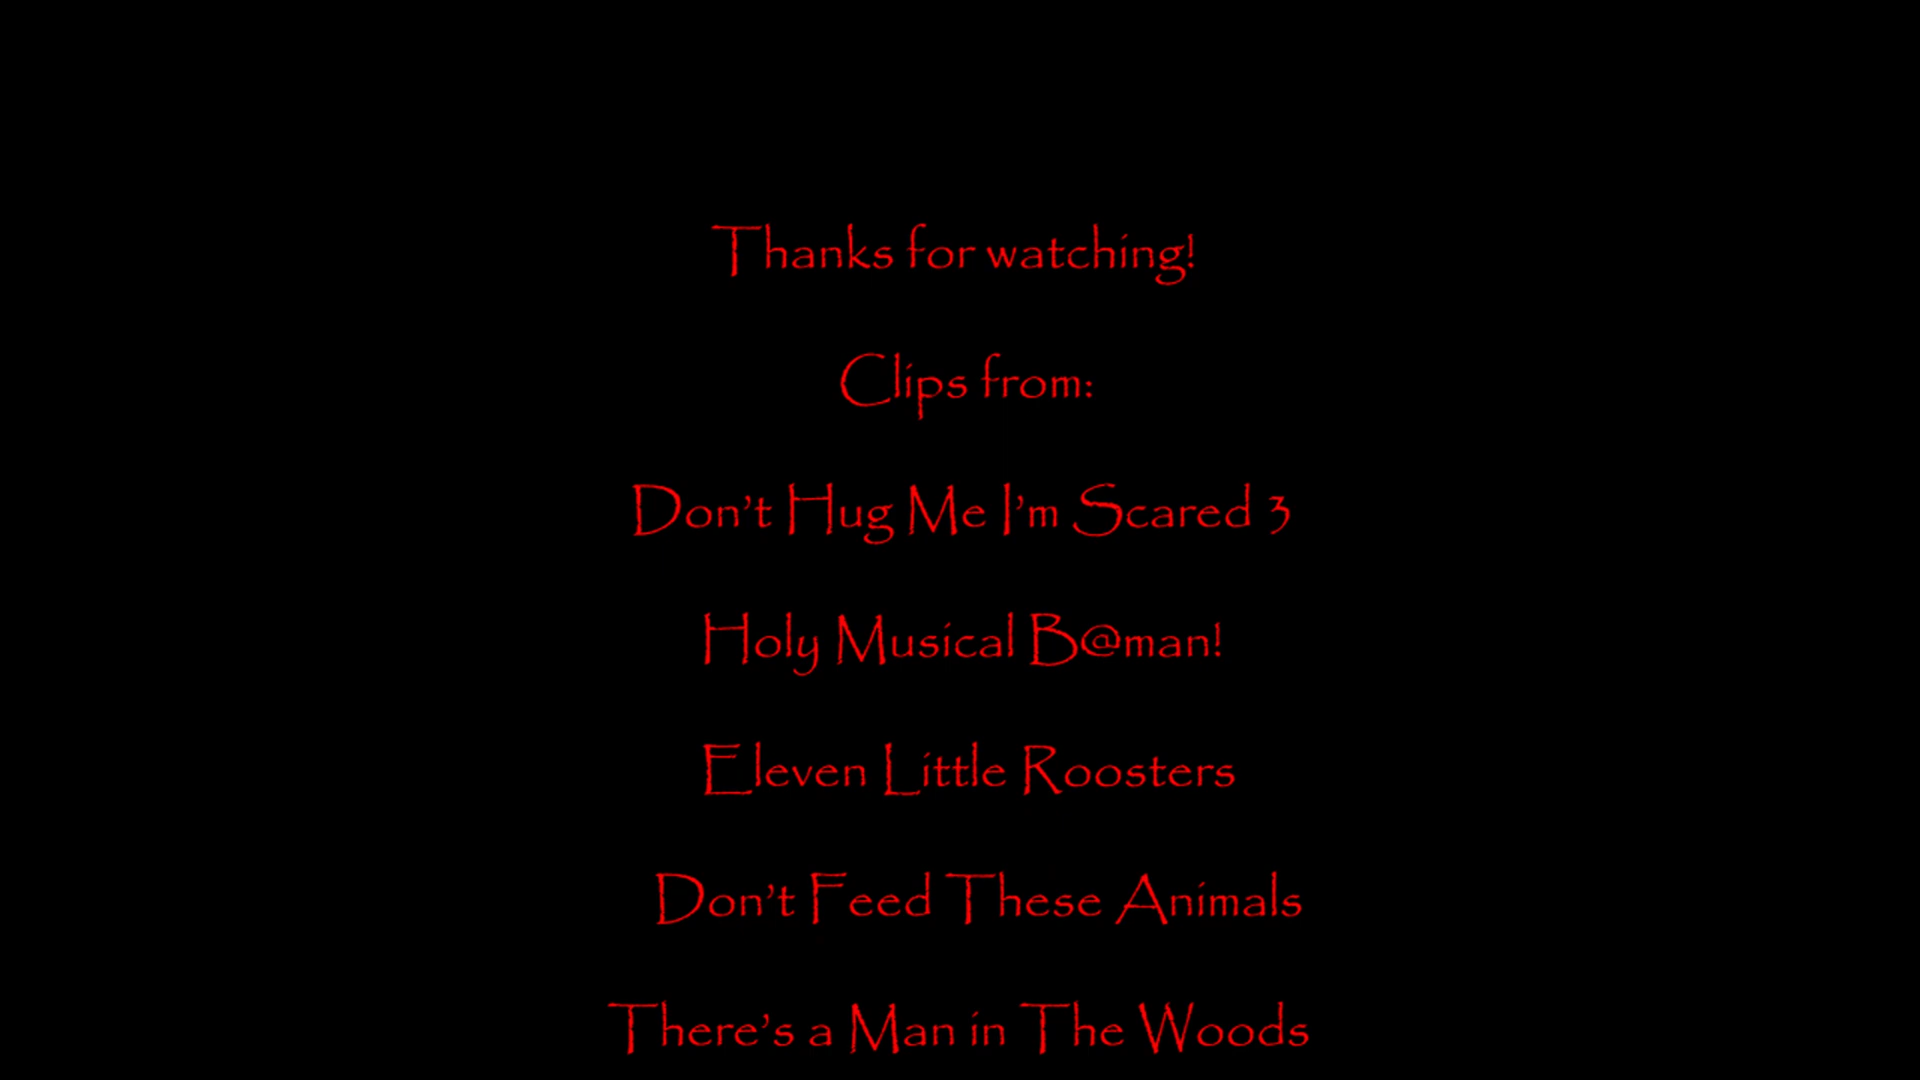 Thanks for watching!
Clips from:
Don't Hug Me I'm Scared 3
Holy Musical B@man!
Eleven Little Roosters
Don't Feed These Animals
There's a Man in The Woods